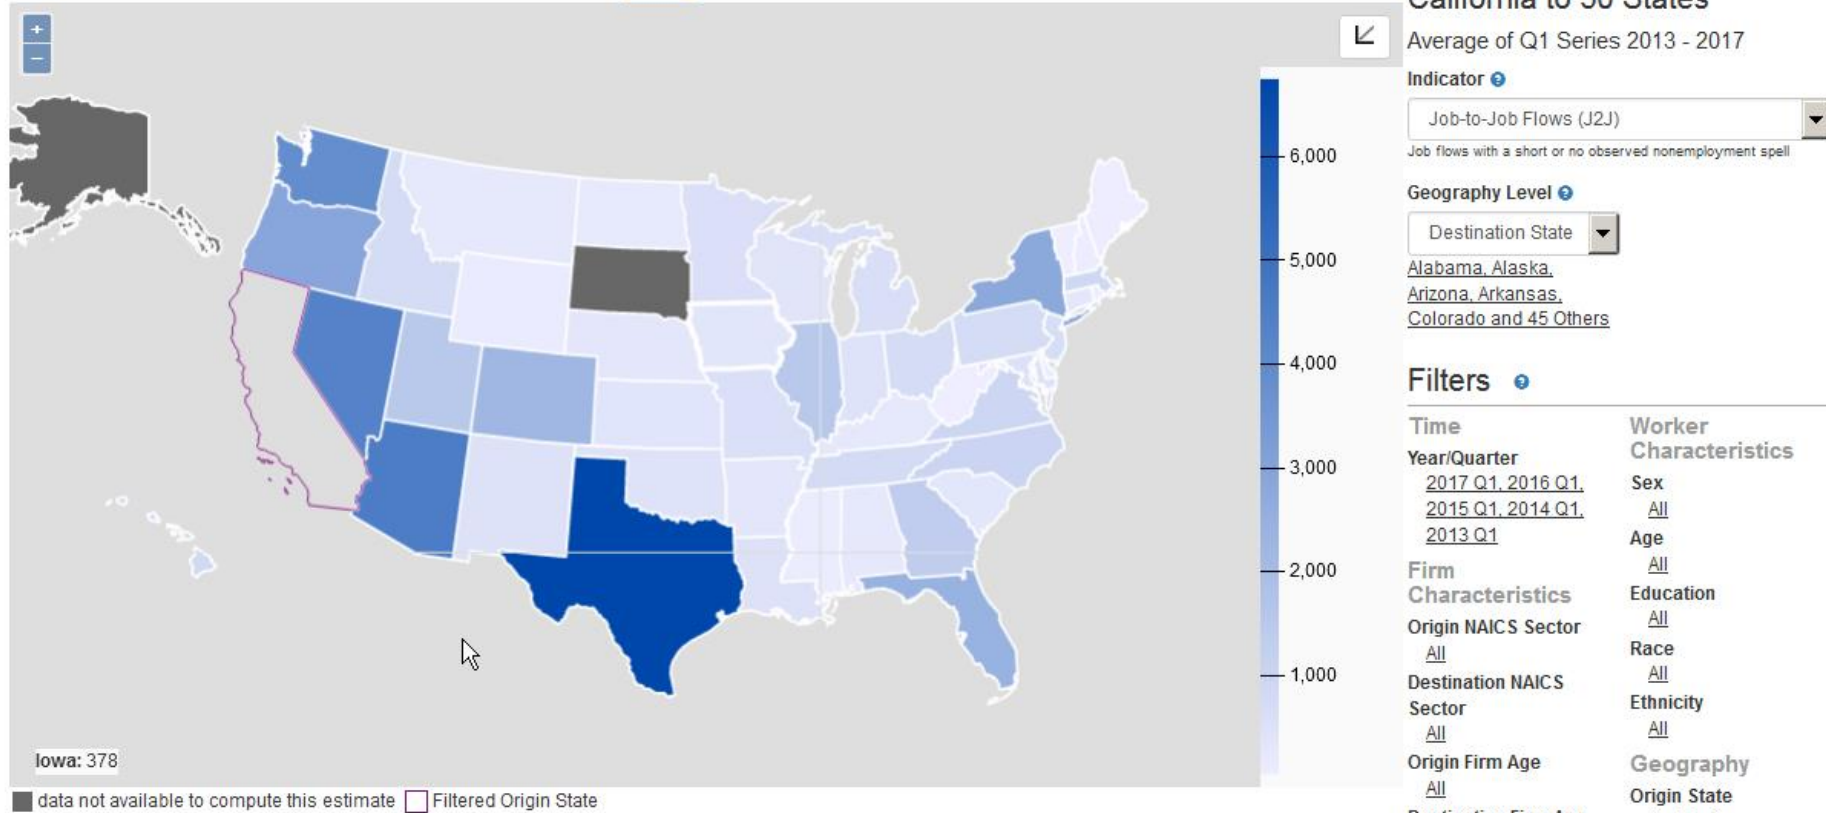 +
−
6,000
5,000
4,000
3,000
2,000
1,000
Iowa: 378
data not available to compute this estimate
Filtered Origin State
California to 50 States
Average of Q1 Series 2013 - 2017
Indicator
Job-to-Job Flows (J2J)
Job flows with a short or no observed nonemployment spell
Geography Level
Destination State
Alabama, Alaska,
Arizona, Arkansas,
Colorado and 45 Others
Filters
Time
Year/Quarter
2017 Q1, 2016 Q1,
2015 Q1, 2014 Q1,
2013 Q1
Firm
Characteristics
Origin NAICS Sector
All
Destination NAICS
Sector
All
Origin Firm Age
All
Worker
Characteristics
Sex
All
Age
All
Education
All
Race
All
Ethnicity
All
Geography
Origin State